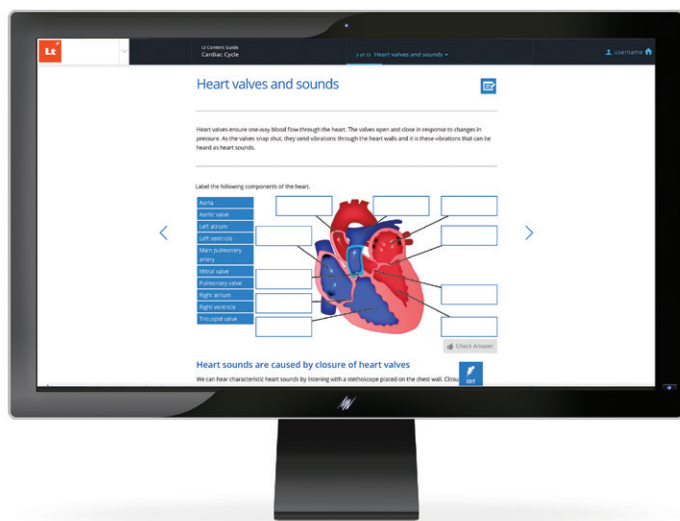 Lt
Lt Content Guide
Cardiac Cycle
Heart valves and sounds
username
Heart valves and sounds
Heart valves ensure one-way blood flow through the heart. The valves open and close in response to changes in
pressure. As the valves snap shut, they send vibrations through the heart walls and it is these vibrations that can be
heard as heart sounds.
Label the following components of the heart.
Aorta
Aortic valve
Left atrium
Left ventricle
Main pulmonary
artery
Mitral valve
Pulmonary valve
Right atrium
Right ventricle
Tricuspid valve
Check Answer
Heart sounds are caused by closure of heart valves
We can hear characteristic heart sounds by listening with a stethoscope placed on the chest wall. Closu